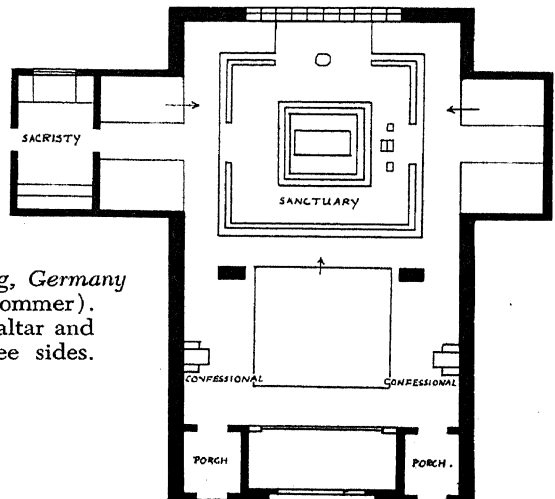 SACRISTY
SANCTUARY
g, Germany
ommer).
altar and
ee sides.
CONFESSIONAL
CONFESSIONAL
PORCH
PORCH.